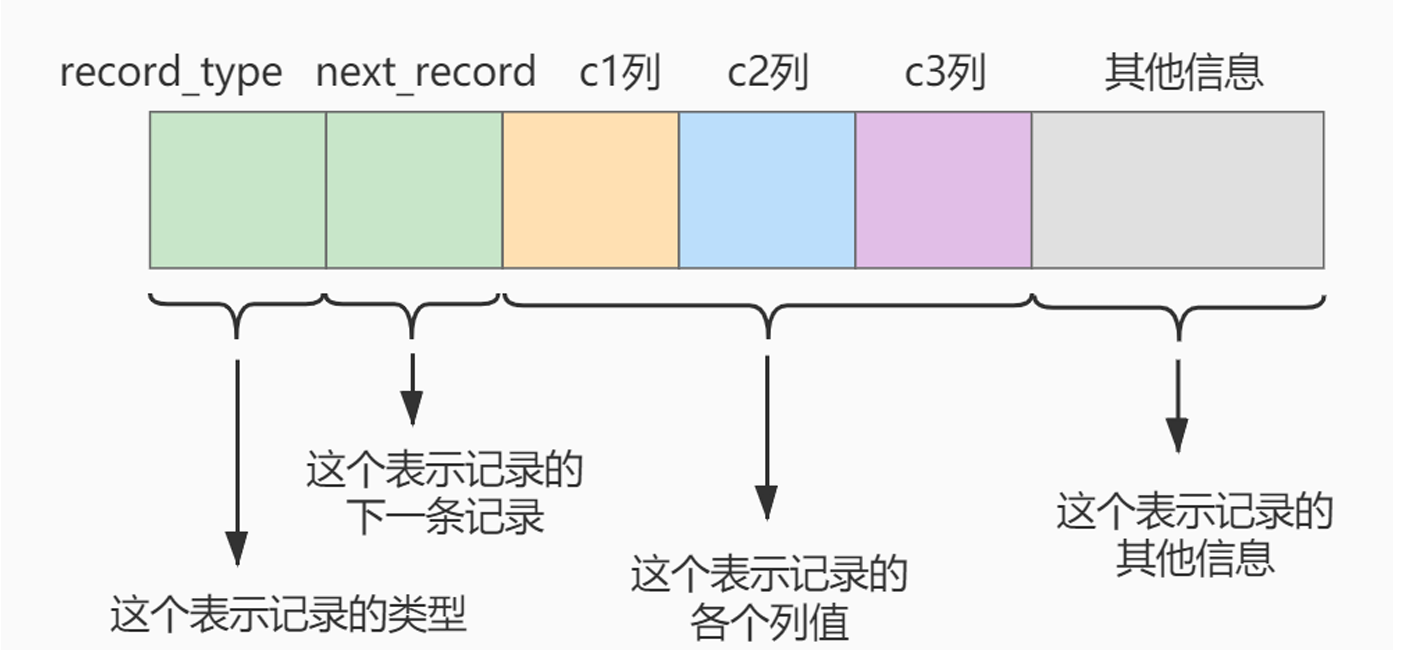 record_type next_record c1列 c2列 c3列 其他信息
这个表示记录的
下一条记录
这个表示记录的
其他信息
这个表示记录的
各个列值
这个表示记录的类型